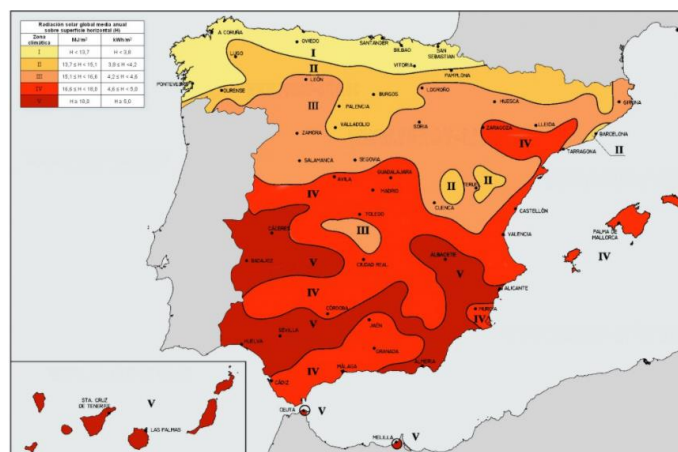 Radiación solar global media anual
sobre superficie horizontal (H)
Zona climática MJ/m² kWh/m²
I H < 13,7 H < 3,8
II 13,7 ≤ H < 15,1 3,8 ≤ H <4,2
III 15,1 ≤ H < 16,6 4,2 ≤ H < 4,6
IV 16,6 ≤ H < 18,0 4,6 ≤ H < 5,0
V H ≥ 18,0 H ≥ 5,0
A CORUÑA
OVIEDO
SANTANDER
BILBAO
SAN SEBASTIAN
I
LUGO
VITORIA
II
PAMPLONA
PONTEVEDRA
OURENSE
LEÓN
BURGOS
LOGROÑO
HUESCA
GIRONA
III
PALENCIA
VALLADOLID
SORIA
ZARAGOZA
LLEIDA
BARCELONA
ZAMORA
IV
TARRAGONA
II
SALAMANCA
SEGOVIA
AVILA
GUADALAJARA
IV
MADRID
II
II
CUENCA
CASTELLÓN
TOLEDO
PALMA DE MALLORCA
CÁCERES
III
VALENCIA
IV
BADAJOZ
V
CIUDAD REAL
ALBACETE
V
IV
ALICANTE
CÓRDOBA
MURCIA
IV
V
JAÉN
SEVILLA
HUELVA
GRANADA
IV
MÁLAGA
ALMERIA
CÁDIZ
CEUTA
V
MELILLA
V
STA. CRUZ DE TENERIFE
V
LAS PALMAS